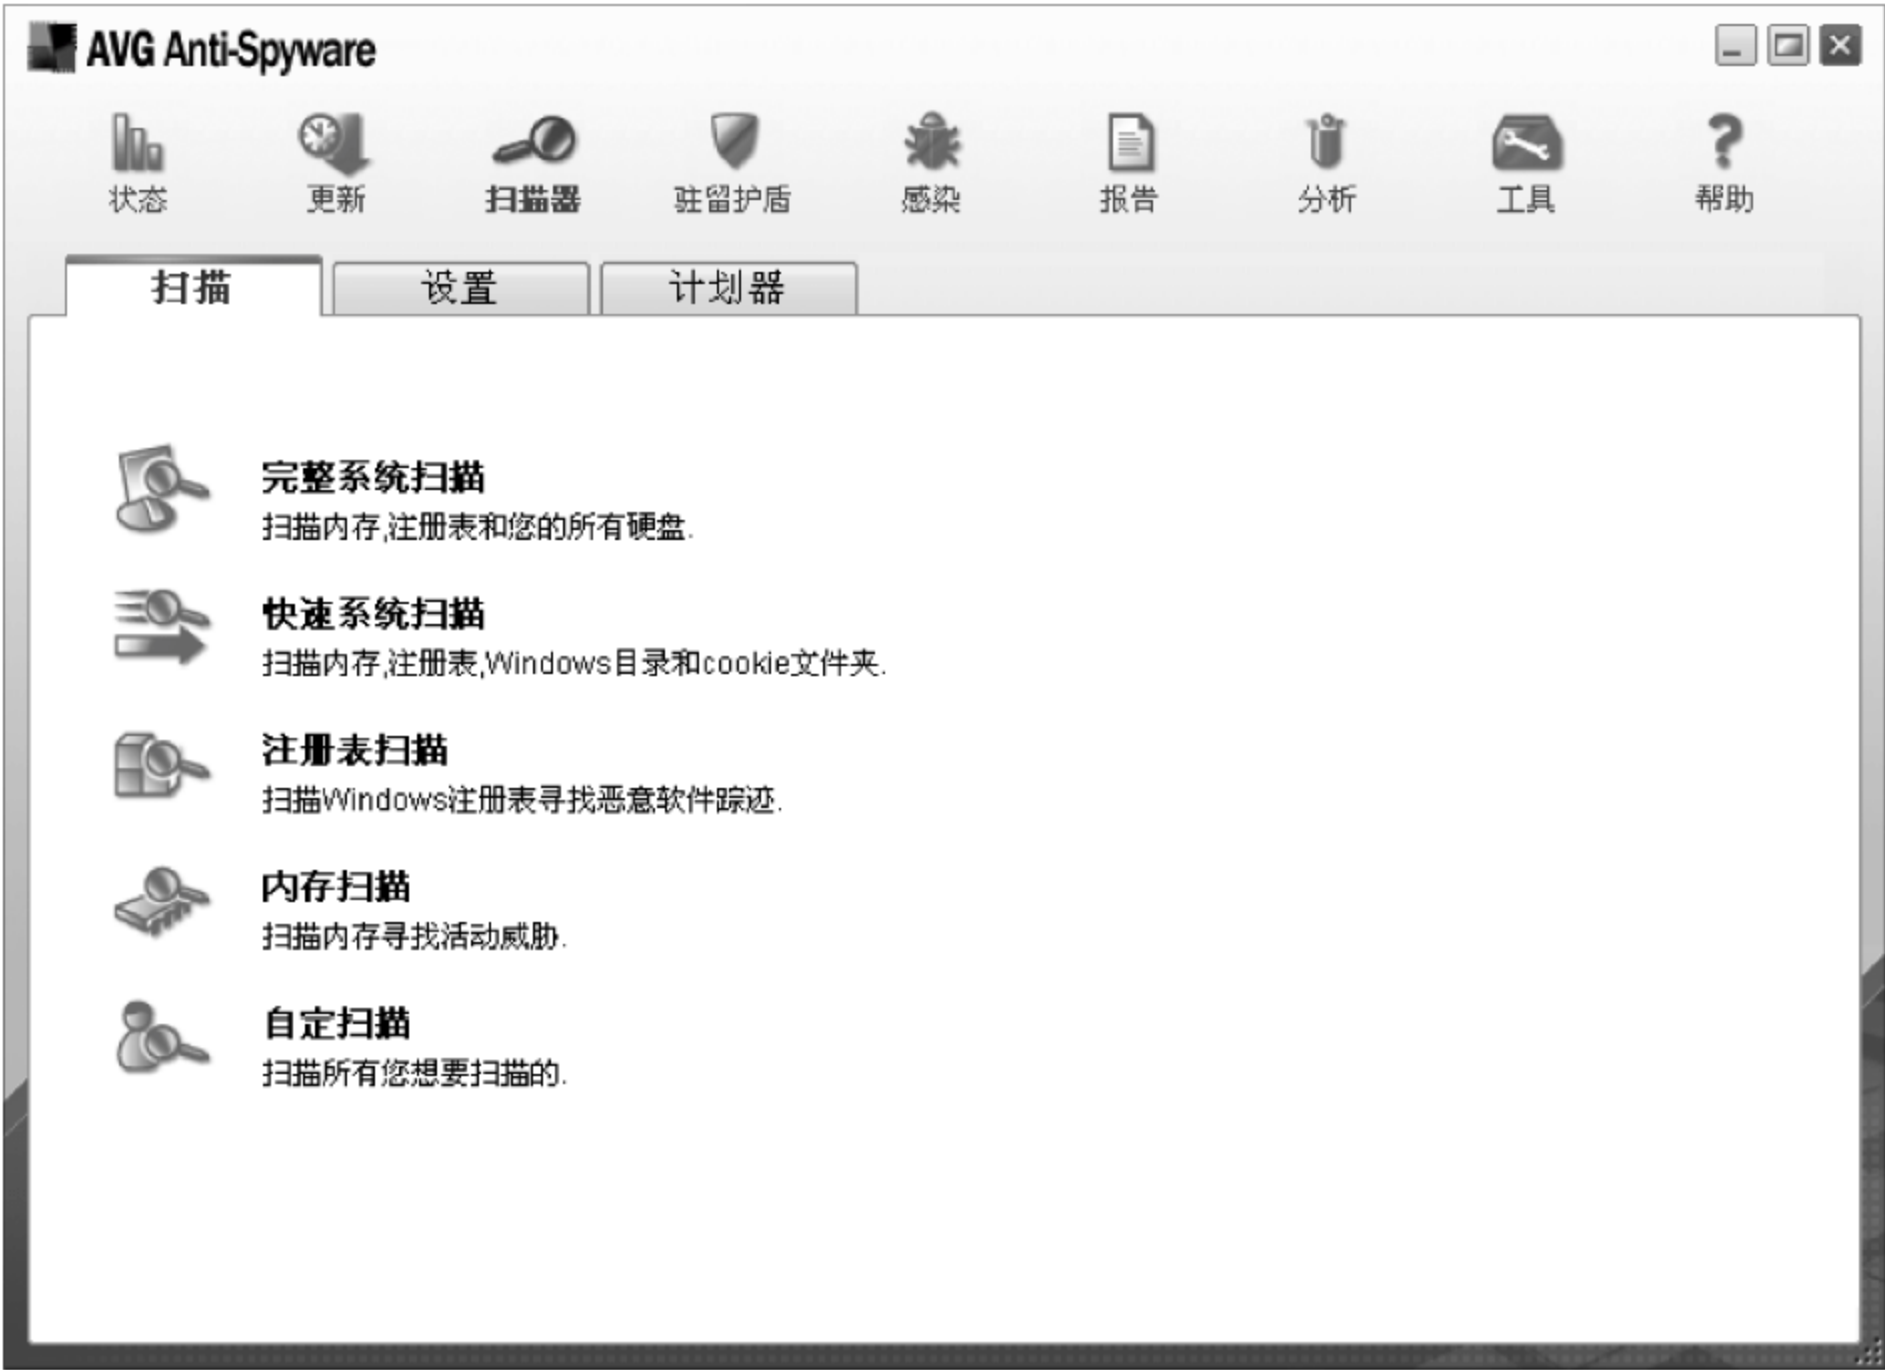 AVG Anti-Spyware
状态 更新 扫描器 驻留护盾 感染 报告 分析 工具 帮助
扫描 设置 计划器
完整系统扫描
扫描内存,注册表和您的所有硬盘.
快速系统扫描
扫描内存,注册表,Windows目录和cookie文件夹.
注册表扫描
扫描Windows注册表寻找恶意软件踪迹.
内存扫描
扫描内存寻找活动威胁.
自定扫描
扫描所有您想要扫描的.